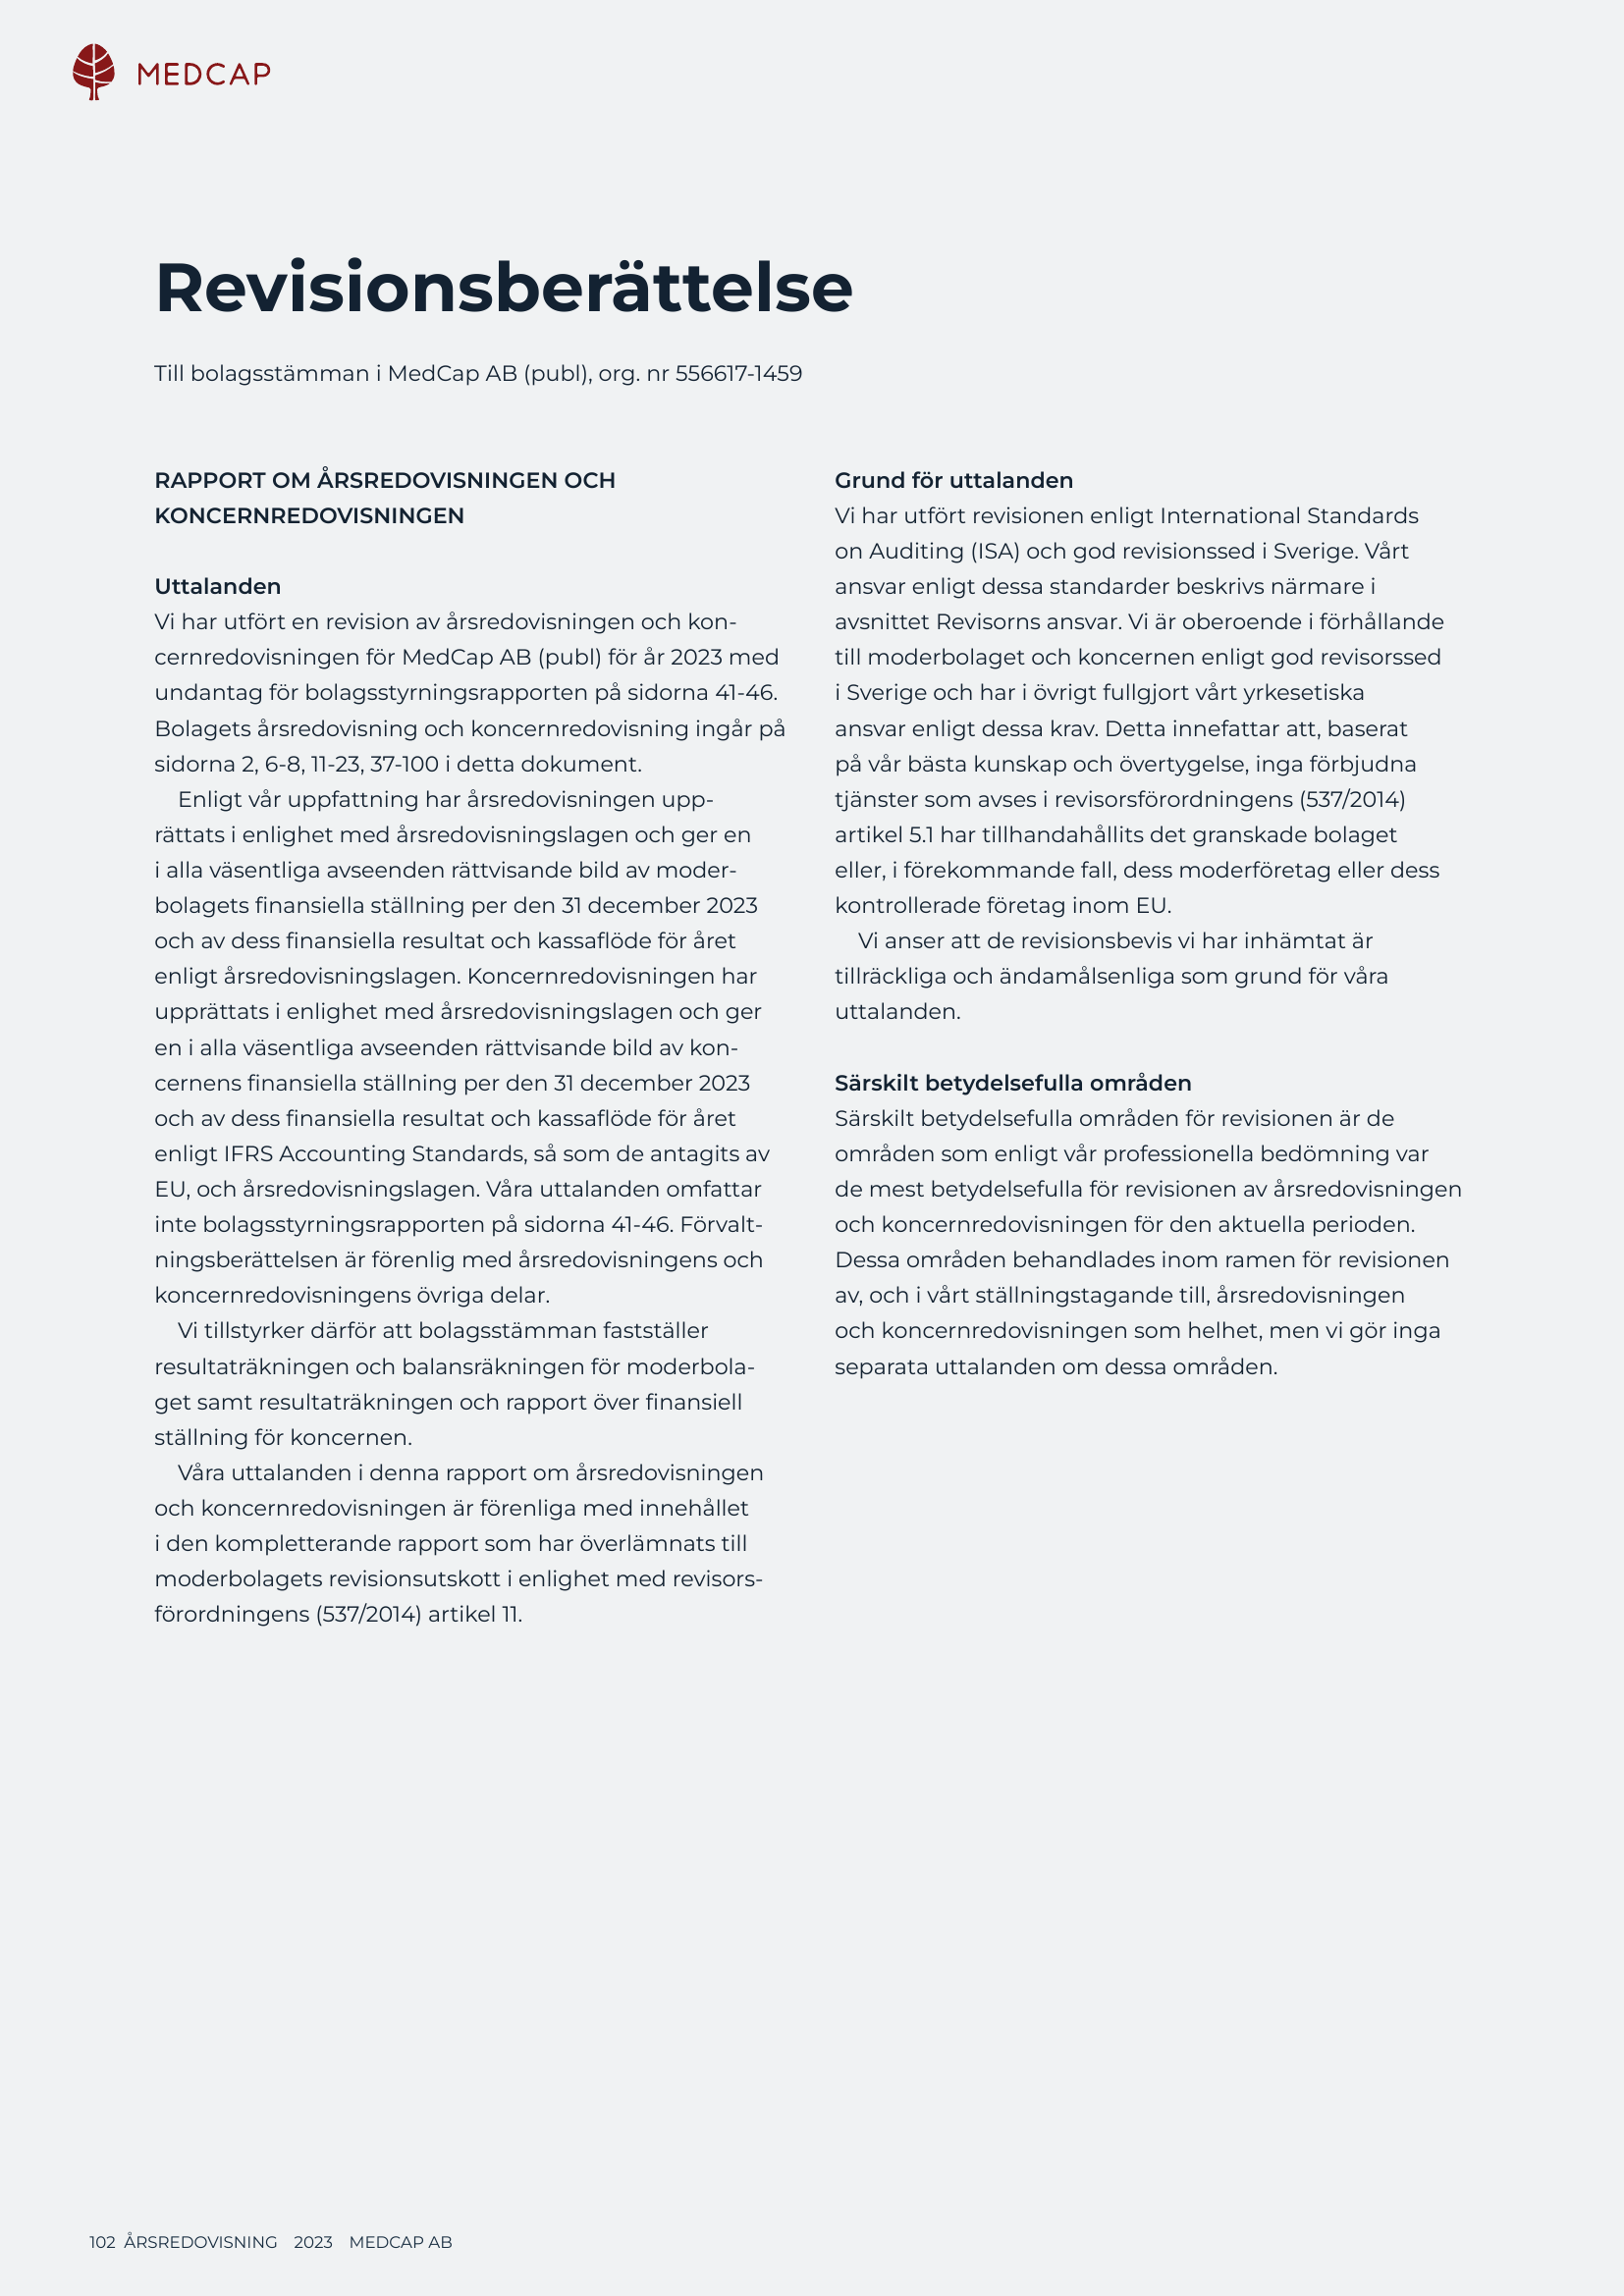 MEDCAP
Revisionsberättelse
Till bolagsstämman i MedCap AB (publ), org. nr 556617-1459
RAPPORT OM ÅRSREDOVISNINGEN OCH
KONCERNREDOVISNINGEN
Uttalanden
Vi har utfört en revision av årsredovisningen och kon-
cernredovisningen för MedCap AB (publ) för år 2023 med
undantag för bolagsstyrningsrapporten på sidorna 41-46.
Bolagets årsredovisning och koncernredovisning ingår på
sidorna 2, 6-8, 11-23, 37-100 i detta dokument.
Enligt vår uppfattning har årsredovisningen upp-
rättats i enlighet med årsredovisningslagen och ger en
i alla väsentliga avseenden rättvisande bild av moder-
bolagets finansiella ställning per den 31 december 2023
och av dess finansiella resultat och kassaflöde för året
enligt årsredovisningslagen. Koncernredovisningen har
upprättats i enlighet med årsredovisningslagen och ger
en i alla väsentliga avseenden rättvisande bild av kon-
cernens finansiella ställning per den 31 december 2023
och av dess finansiella resultat och kassaflöde för året
enligt IFRS Accounting Standards, så som de antagits av
EU, och årsredovisningslagen. Våra uttalanden omfattar
inte bolagsstyrningsrapporten på sidorna 41-46. Förvalt-
ningsberättelsen är förenlig med årsredovisningens och
koncernredovisningens övriga delar.
Vi tillstyrker därför att bolagsstämman fastställer
resultaträkningen och balansräkningen för moderbola-
get samt resultaträkningen och rapport över finansiell
ställning för koncernen.
Våra uttalanden i denna rapport om årsredovisningen
och koncernredovisningen är förenliga med innehållet
i den kompletterande rapport som har överlämnats till
moderbolagets revisionsutskott i enlighet med revisors-
förordningens (537/2014) artikel 11.
Grund för uttalanden
Vi har utfört revisionen enligt International Standards
on Auditing (ISA) och god revisionssed i Sverige. Vårt
ansvar enligt dessa standarder beskrivs närmare i
avsnittet Revisorns ansvar. Vi är oberoende i förhållande
till moderbolaget och koncernen enligt god revisorssed
i Sverige och har i övrigt fullgjort vårt yrkesetiska
ansvar enligt dessa krav. Detta innefattar att, baserat
på vår bästa kunskap och övertygelse, inga förbjudna
tjänster som avses i revisorsförordningens (537/2014)
artikel 5.1 har tillhandahållits det granskade bolaget
eller, i förekommande fall, dess moderföretag eller dess
kontrollerade företag inom EU.
Vi anser att de revisionsbevis vi har inhämtat är
tillräckliga och ändamålsenliga som grund för våra
uttalanden.
Särskilt betydelsefulla områden
Särskilt betydelsefulla områden för revisionen är de
områden som enligt vår professionella bedömning var
de mest betydelsefulla för revisionen av årsredovisningen
och koncernredovisningen för den aktuella perioden.
Dessa områden behandlades inom ramen för revisionen
av, och i vårt ställningstagande till, årsredovisningen
och koncernredovisningen som helhet, men vi gör inga
separata uttalanden om dessa områden.
102 ÅRSREDOVISNING 2023 MEDCAP AB